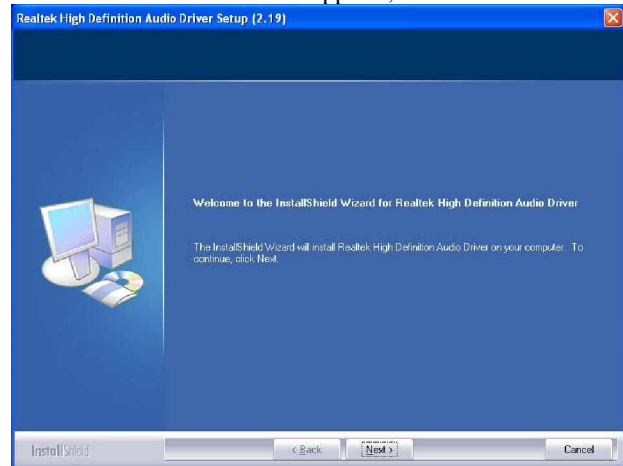 Realtek High Definition Audio Driver Setup (2.19)
Welcome to the InstallShield Wizard for Realtek High Definition Audio Driver
The InstallShield Wizard will install Realtek High Definition Audio Driver on your computer. To
continue, click Next.
InstallShield
< Back Next > Cancel